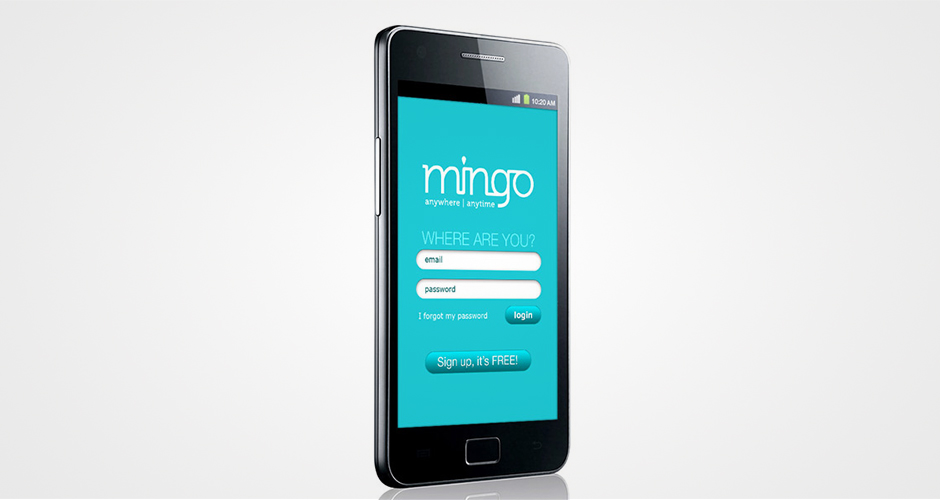 10:20 AM
mingo
anywhere | anytime
WHERE ARE YOU?
email
password
I forgot my password
login
Sign up, it's FREE!